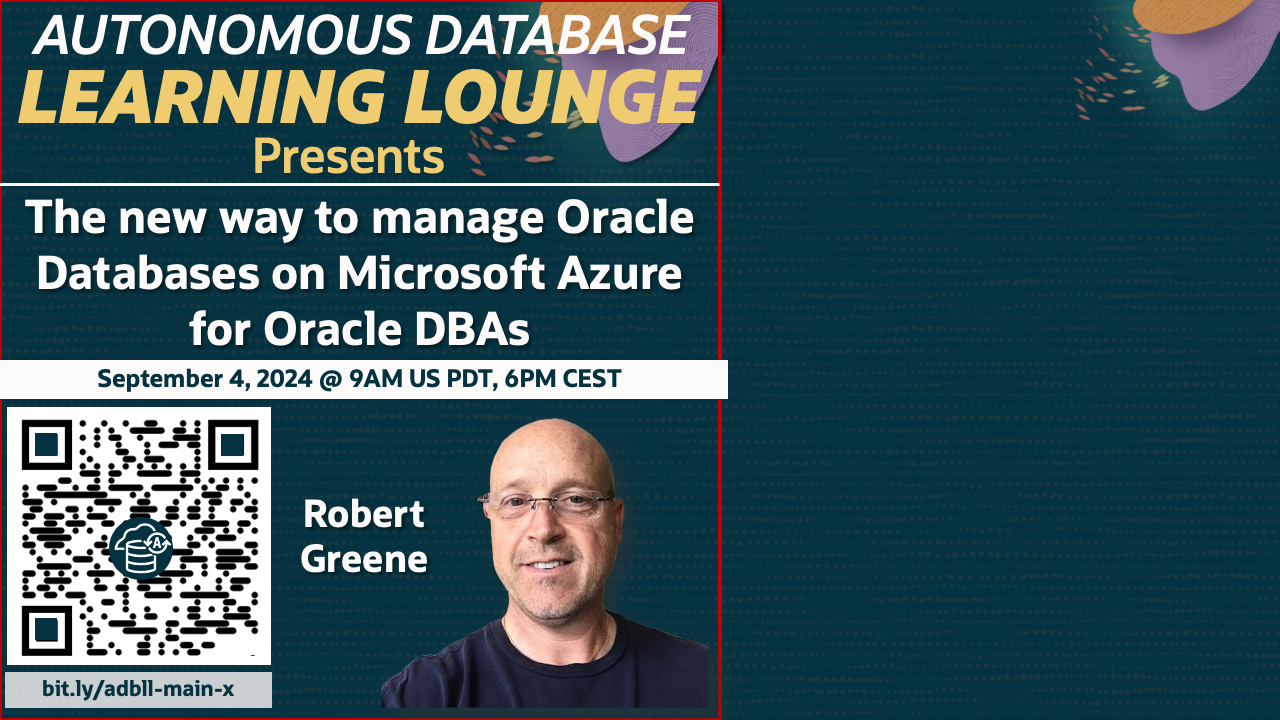 AUTONOMOUS DATABASE
LEARNING LOUNGE
Presents
The new way to manage Oracle
Databases on Microsoft Azure
for Oracle DBAs
September 4, 2024 @ 9AM US PDT, 6PM CEST
A
Robert
Greene
bit.ly/adbll-main-x